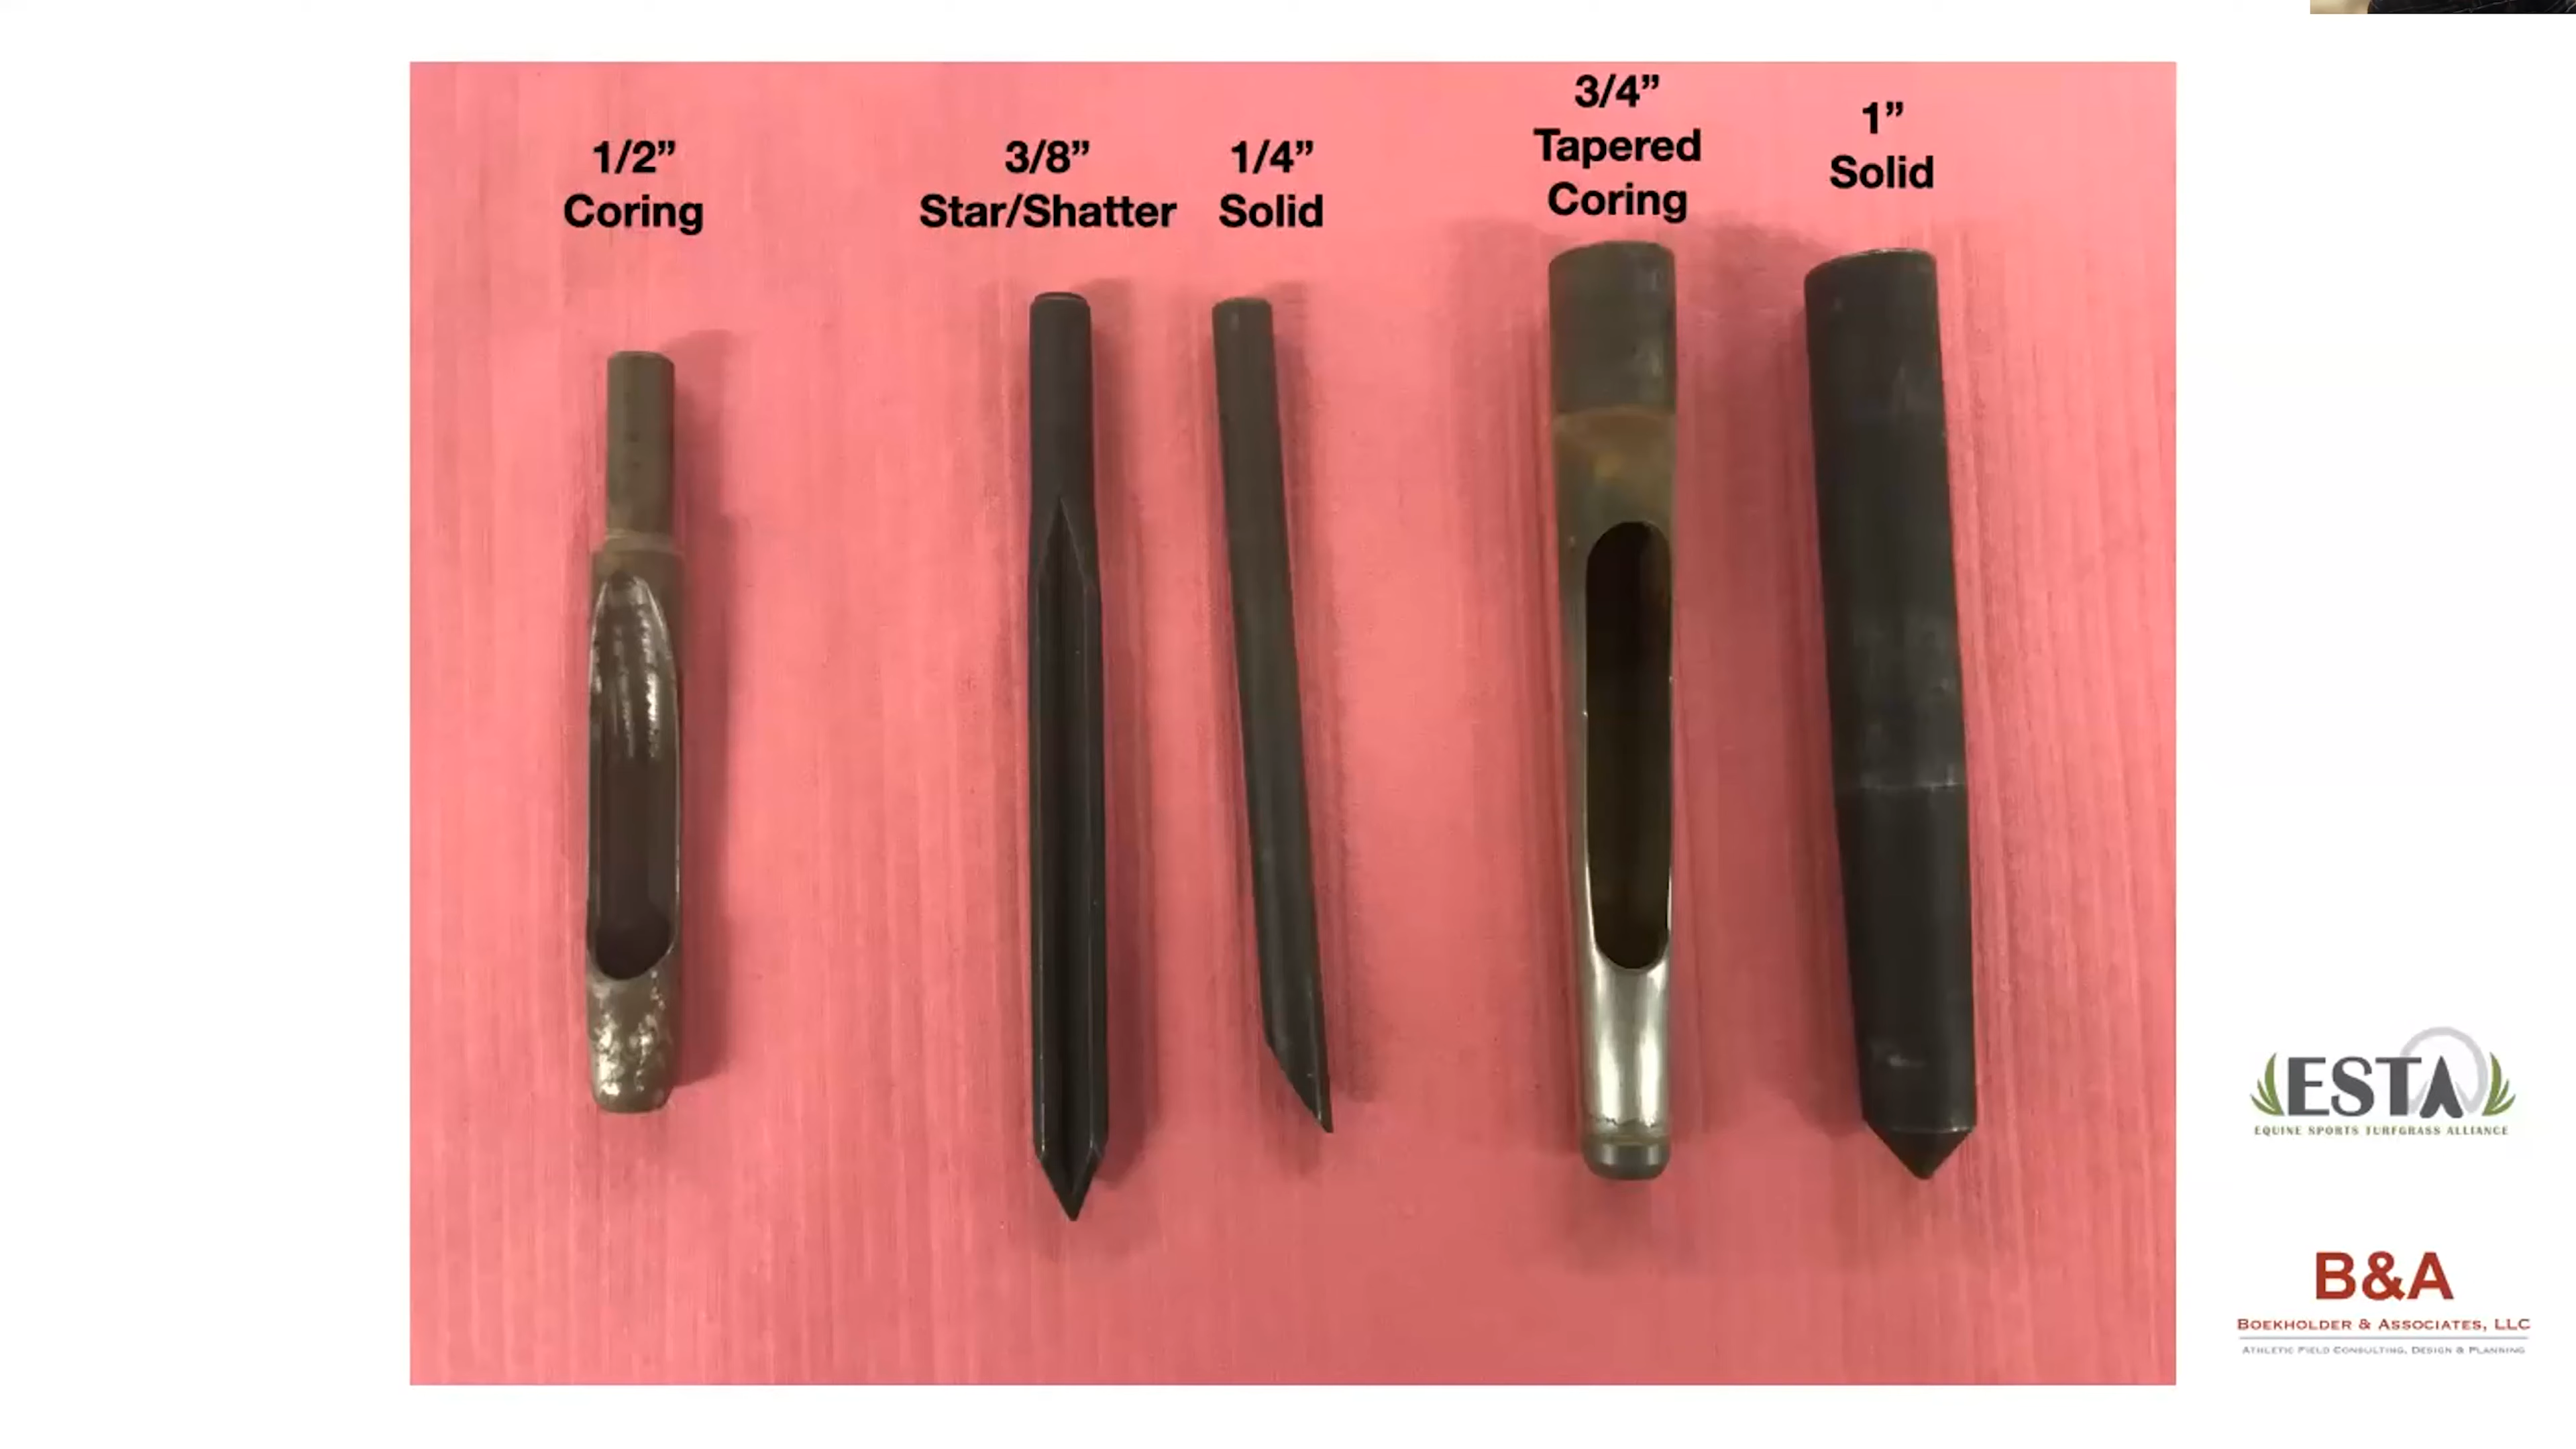 1/2”
Coring
3/8”
Star/Shatter
1/4”
Solid
3/4”
Tapered
Coring
1”
Solid
ESTA
EQUINE SPORTS TURFGRASS ALLIANCE
B&A
BOEKHOLDER & ASSOCIATES, LLC
ATHLETIC FIELD CONSULTING, DESIGN & PLANNING